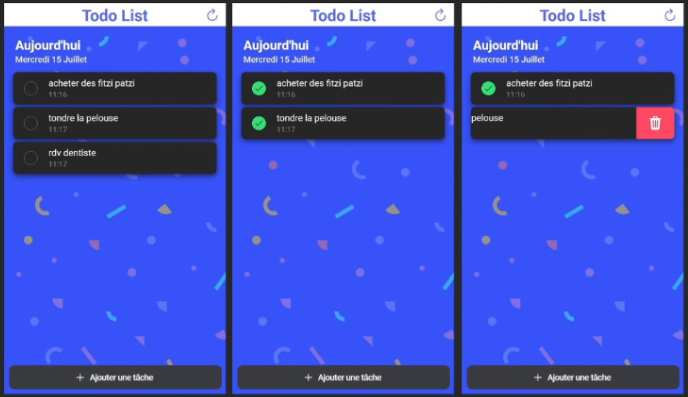 Todo List
Aujourd'hui
Mercredi 15 Juillet
acheter des fitzi patzi
11:16
tondre la pelouse
11:17
rdv dentiste
11:17
+ Ajouter une tâche
Todo List
Aujourd'hui
Mercredi 15 Juillet
acheter des fitzi patzi
11:16
tondre la pelouse
11:17
+ Ajouter une tâche
Todo List
Aujourd'hui
Mercredi 15 Juillet
acheter des fitzi patzi
11:16
pelouse
+ Ajouter une tâche